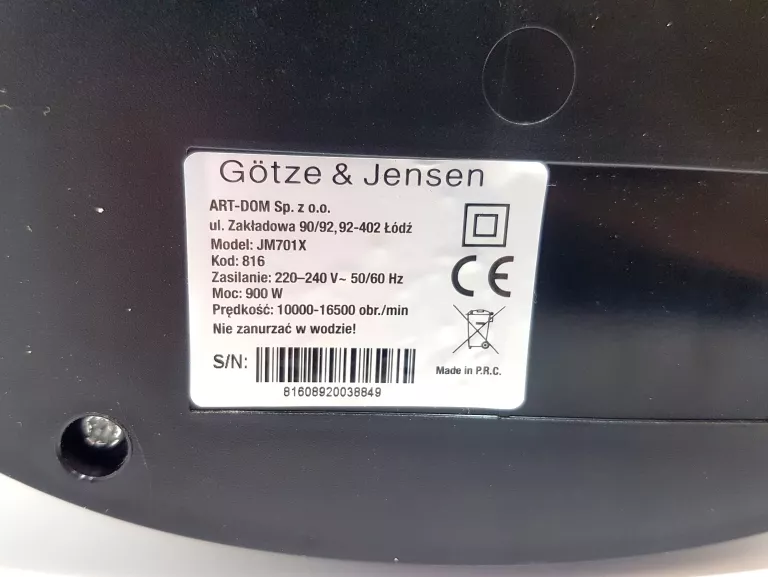 Götze & Jensen
ART-DOM Sp. z o.o.
ul. Zakładowa 90/92, 92-402 Łódź
Model: JM701X
Kod: 816
Zasilanie: 220–240 V~ 50/60 Hz
Moc: 900 W
Prędkość: 10000-16500 obr./min
Nie zanurzać w wodzie!
CE
S/N:
81608920038849
Made in P.R.C.